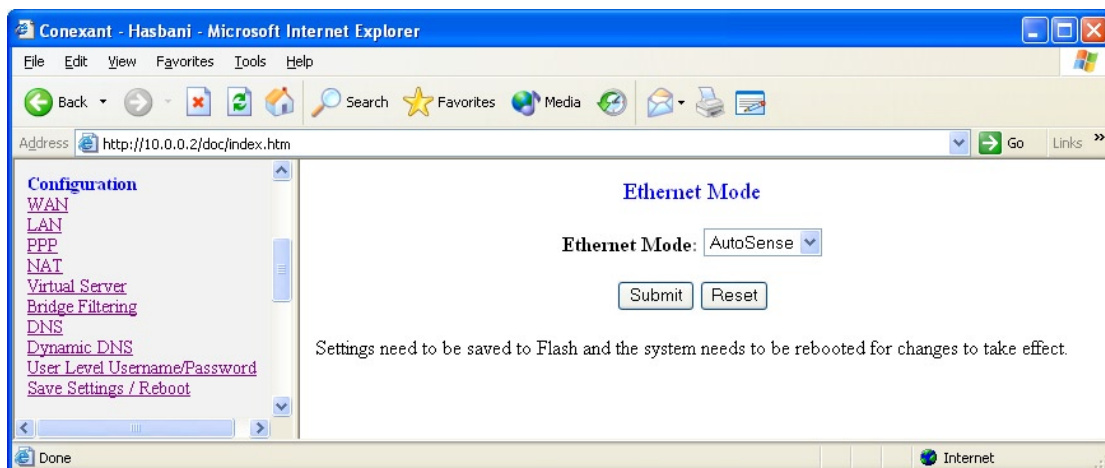 Conexant - Hasbani - Microsoft Internet Explorer
File Edit View Favorites Tools Help
Back Search Favorites Media
Address http://10.0.0.2/doc/index.htm Go Links »
Configuration
WAN
LAN
PPP
NAT
Virtual Server
Bridge Filtering
DNS
Dynamic DNS
User Level Username/Password
Save Settings / Reboot
Ethernet Mode
Ethernet Mode: AutoSense
Submit Reset
Settings need to be saved to Flash and the system needs to be rebooted for changes to take effect.
Done Internet